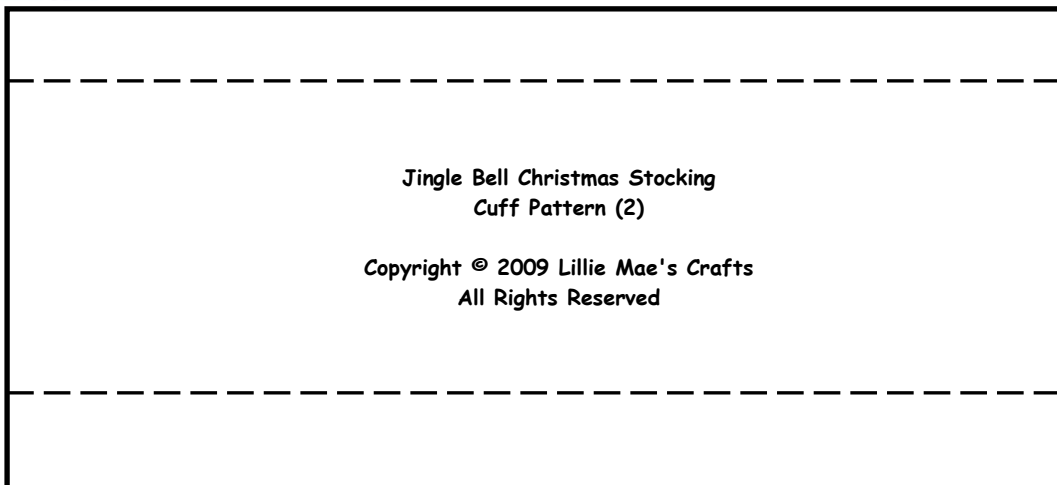 Jingle Bell Christmas Stocking
Cuff Pattern (2)
Copyright © 2009 Lillie Mae's Crafts
All Rights Reserved